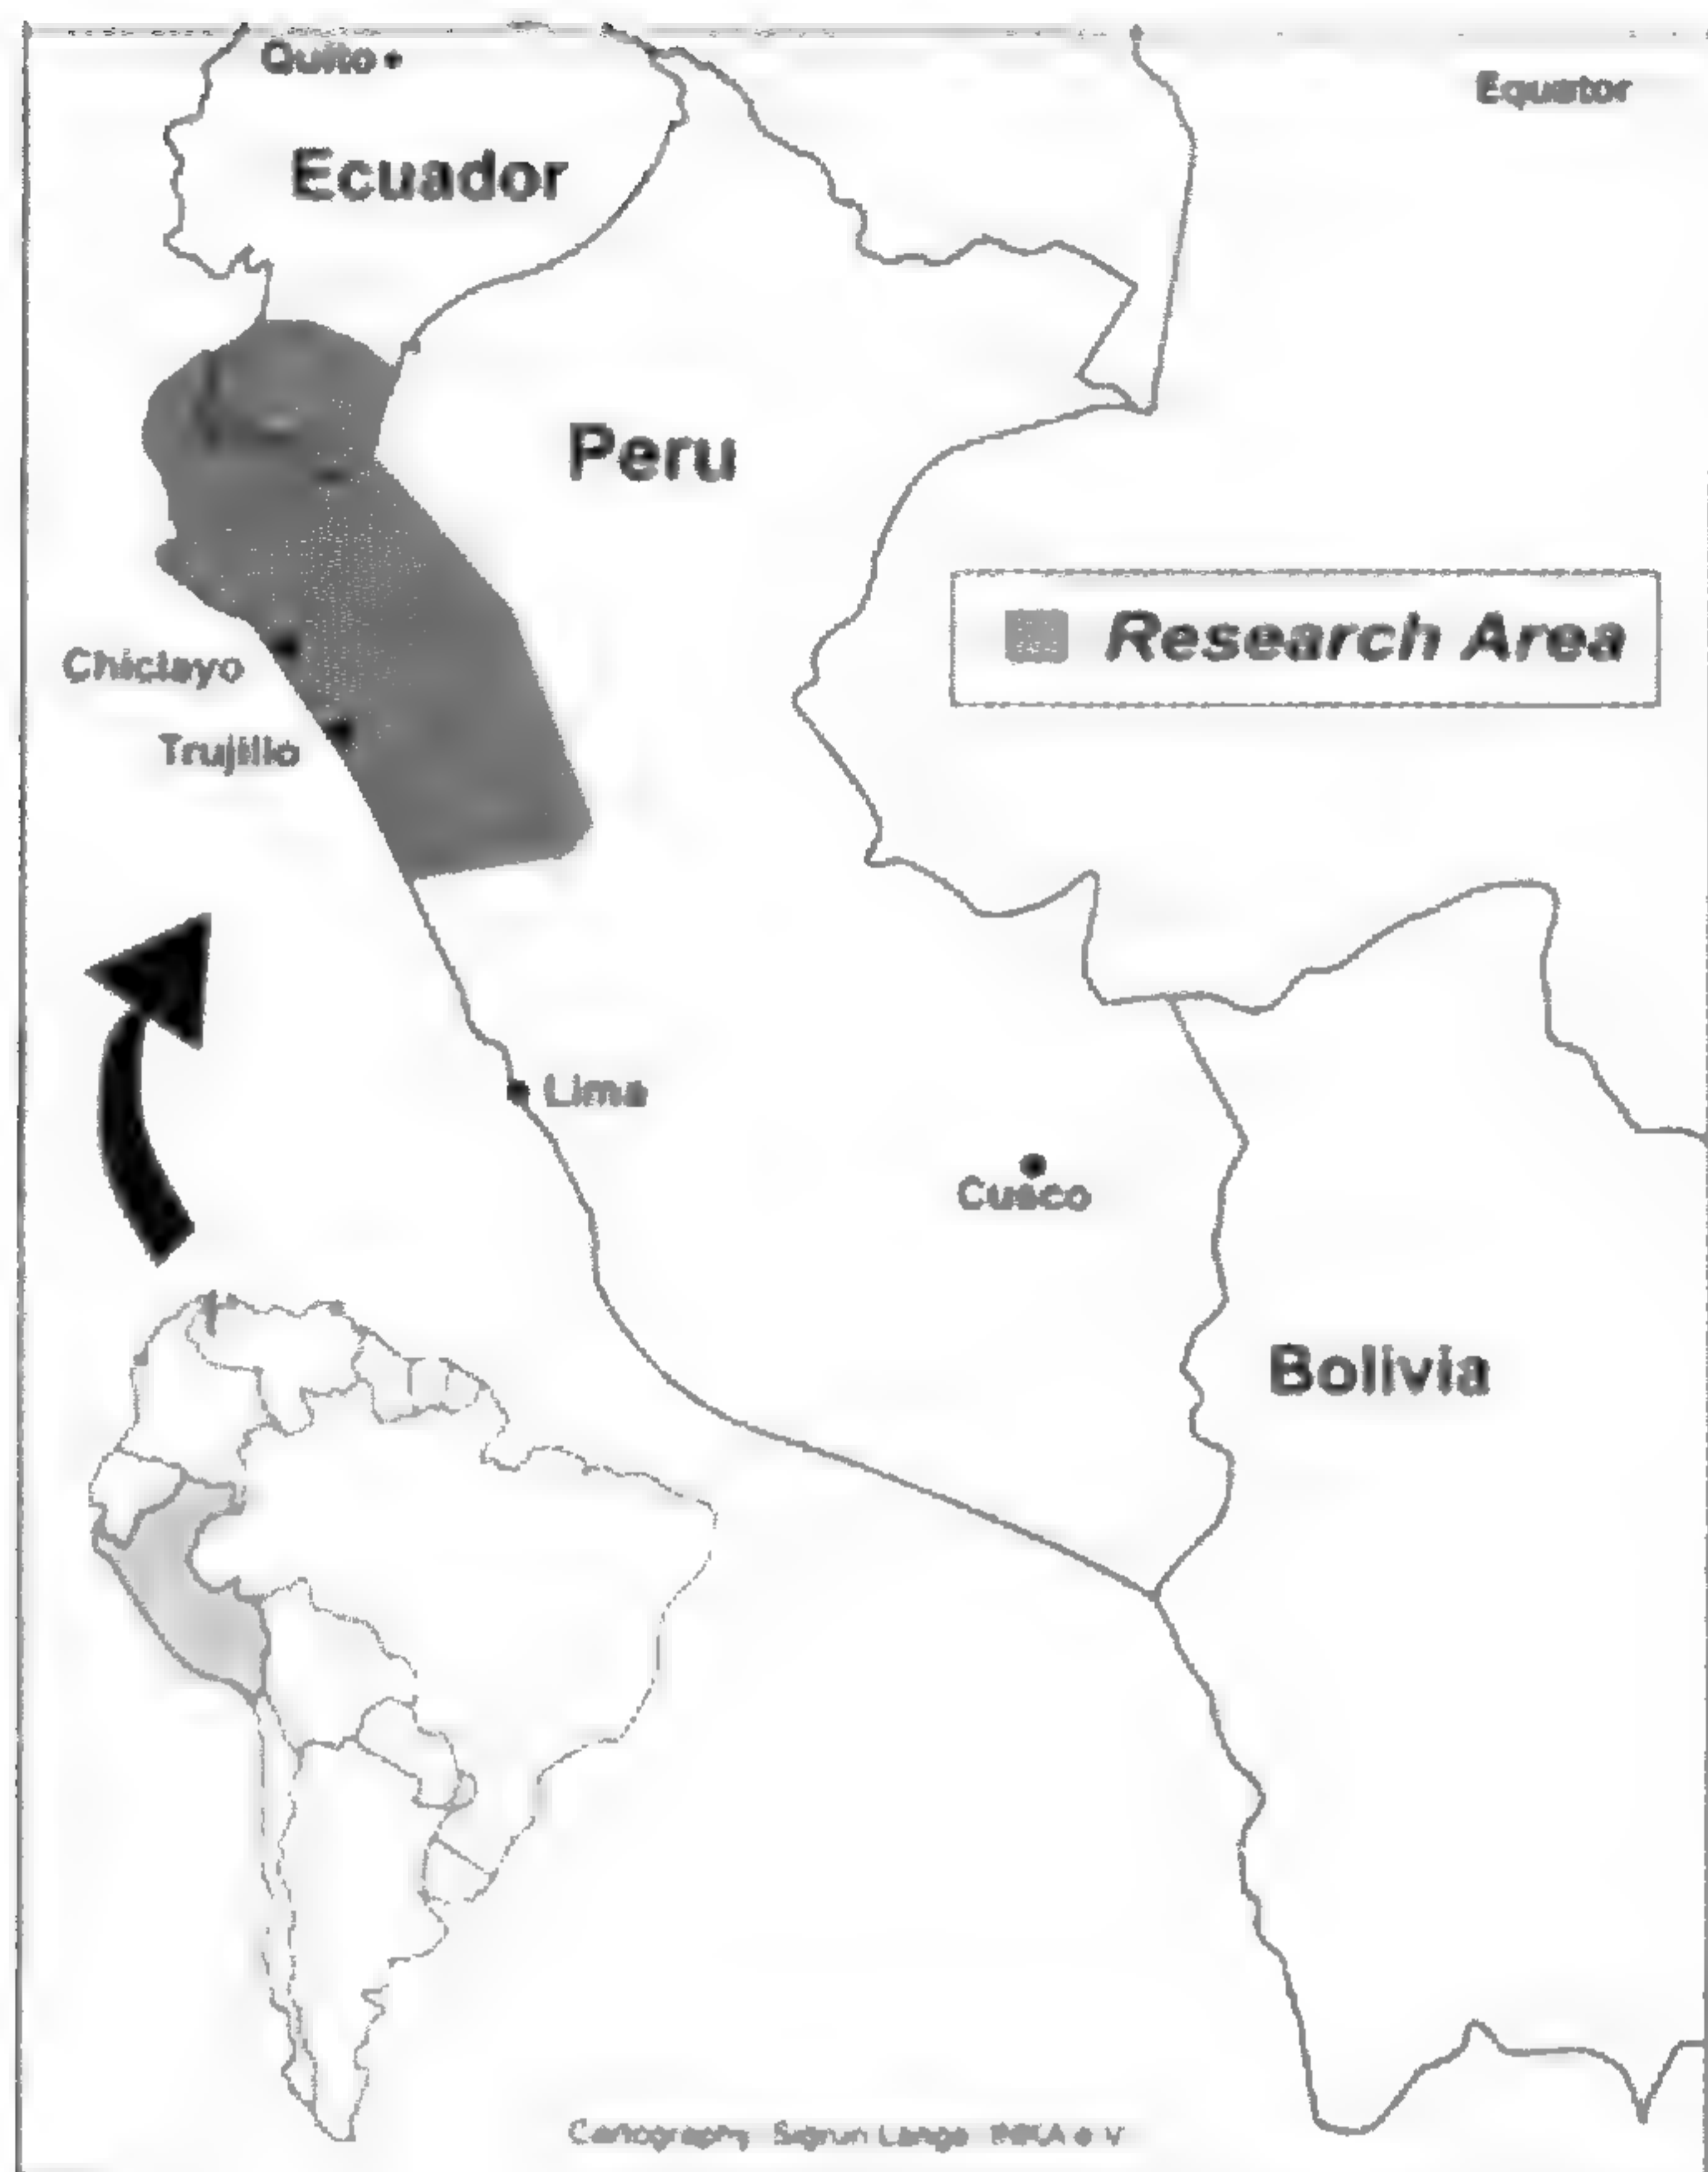 Quito
Equator
Ecuador
Peru
Research Area
Chiclayo
Trujillo
Lima
Cusco
Bolivia
Cartography Sigrun Lange e V